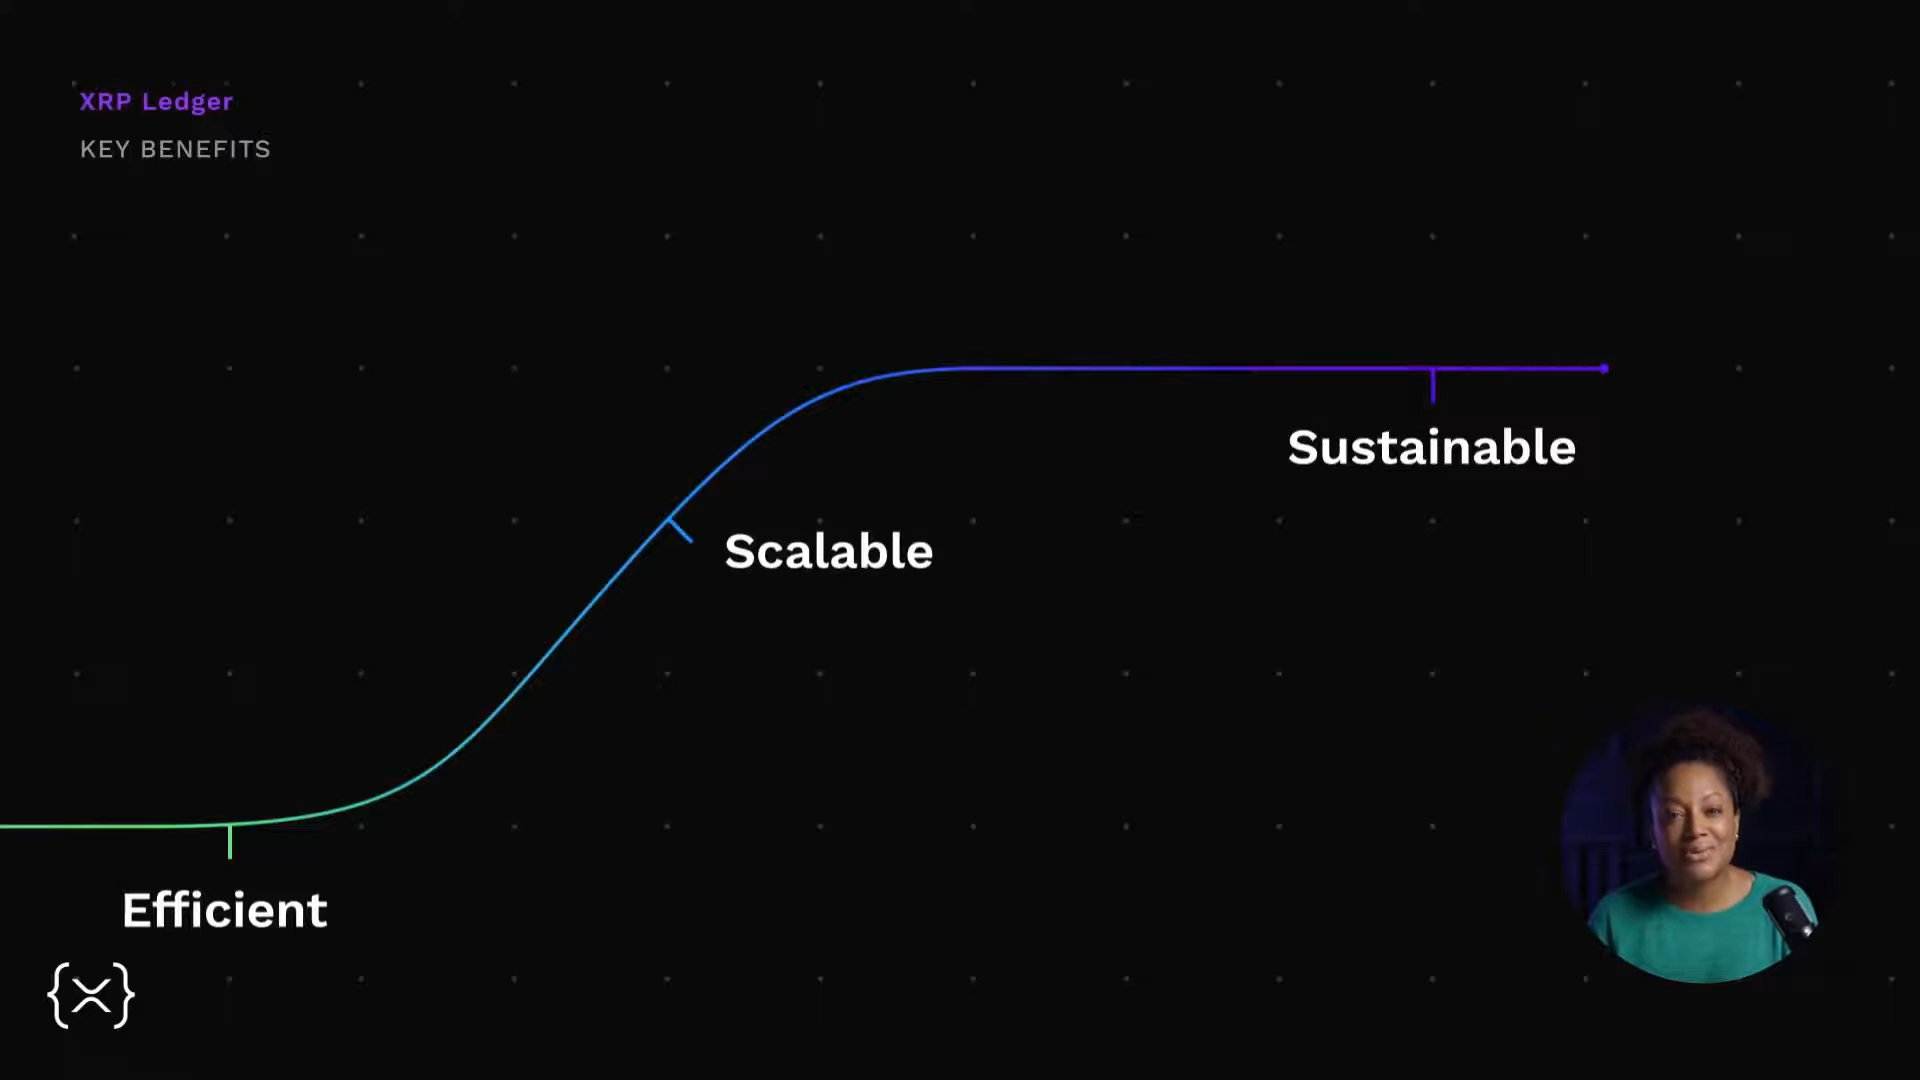 XRP Ledger
KEY BENEFITS
Sustainable
Scalable
Efficient